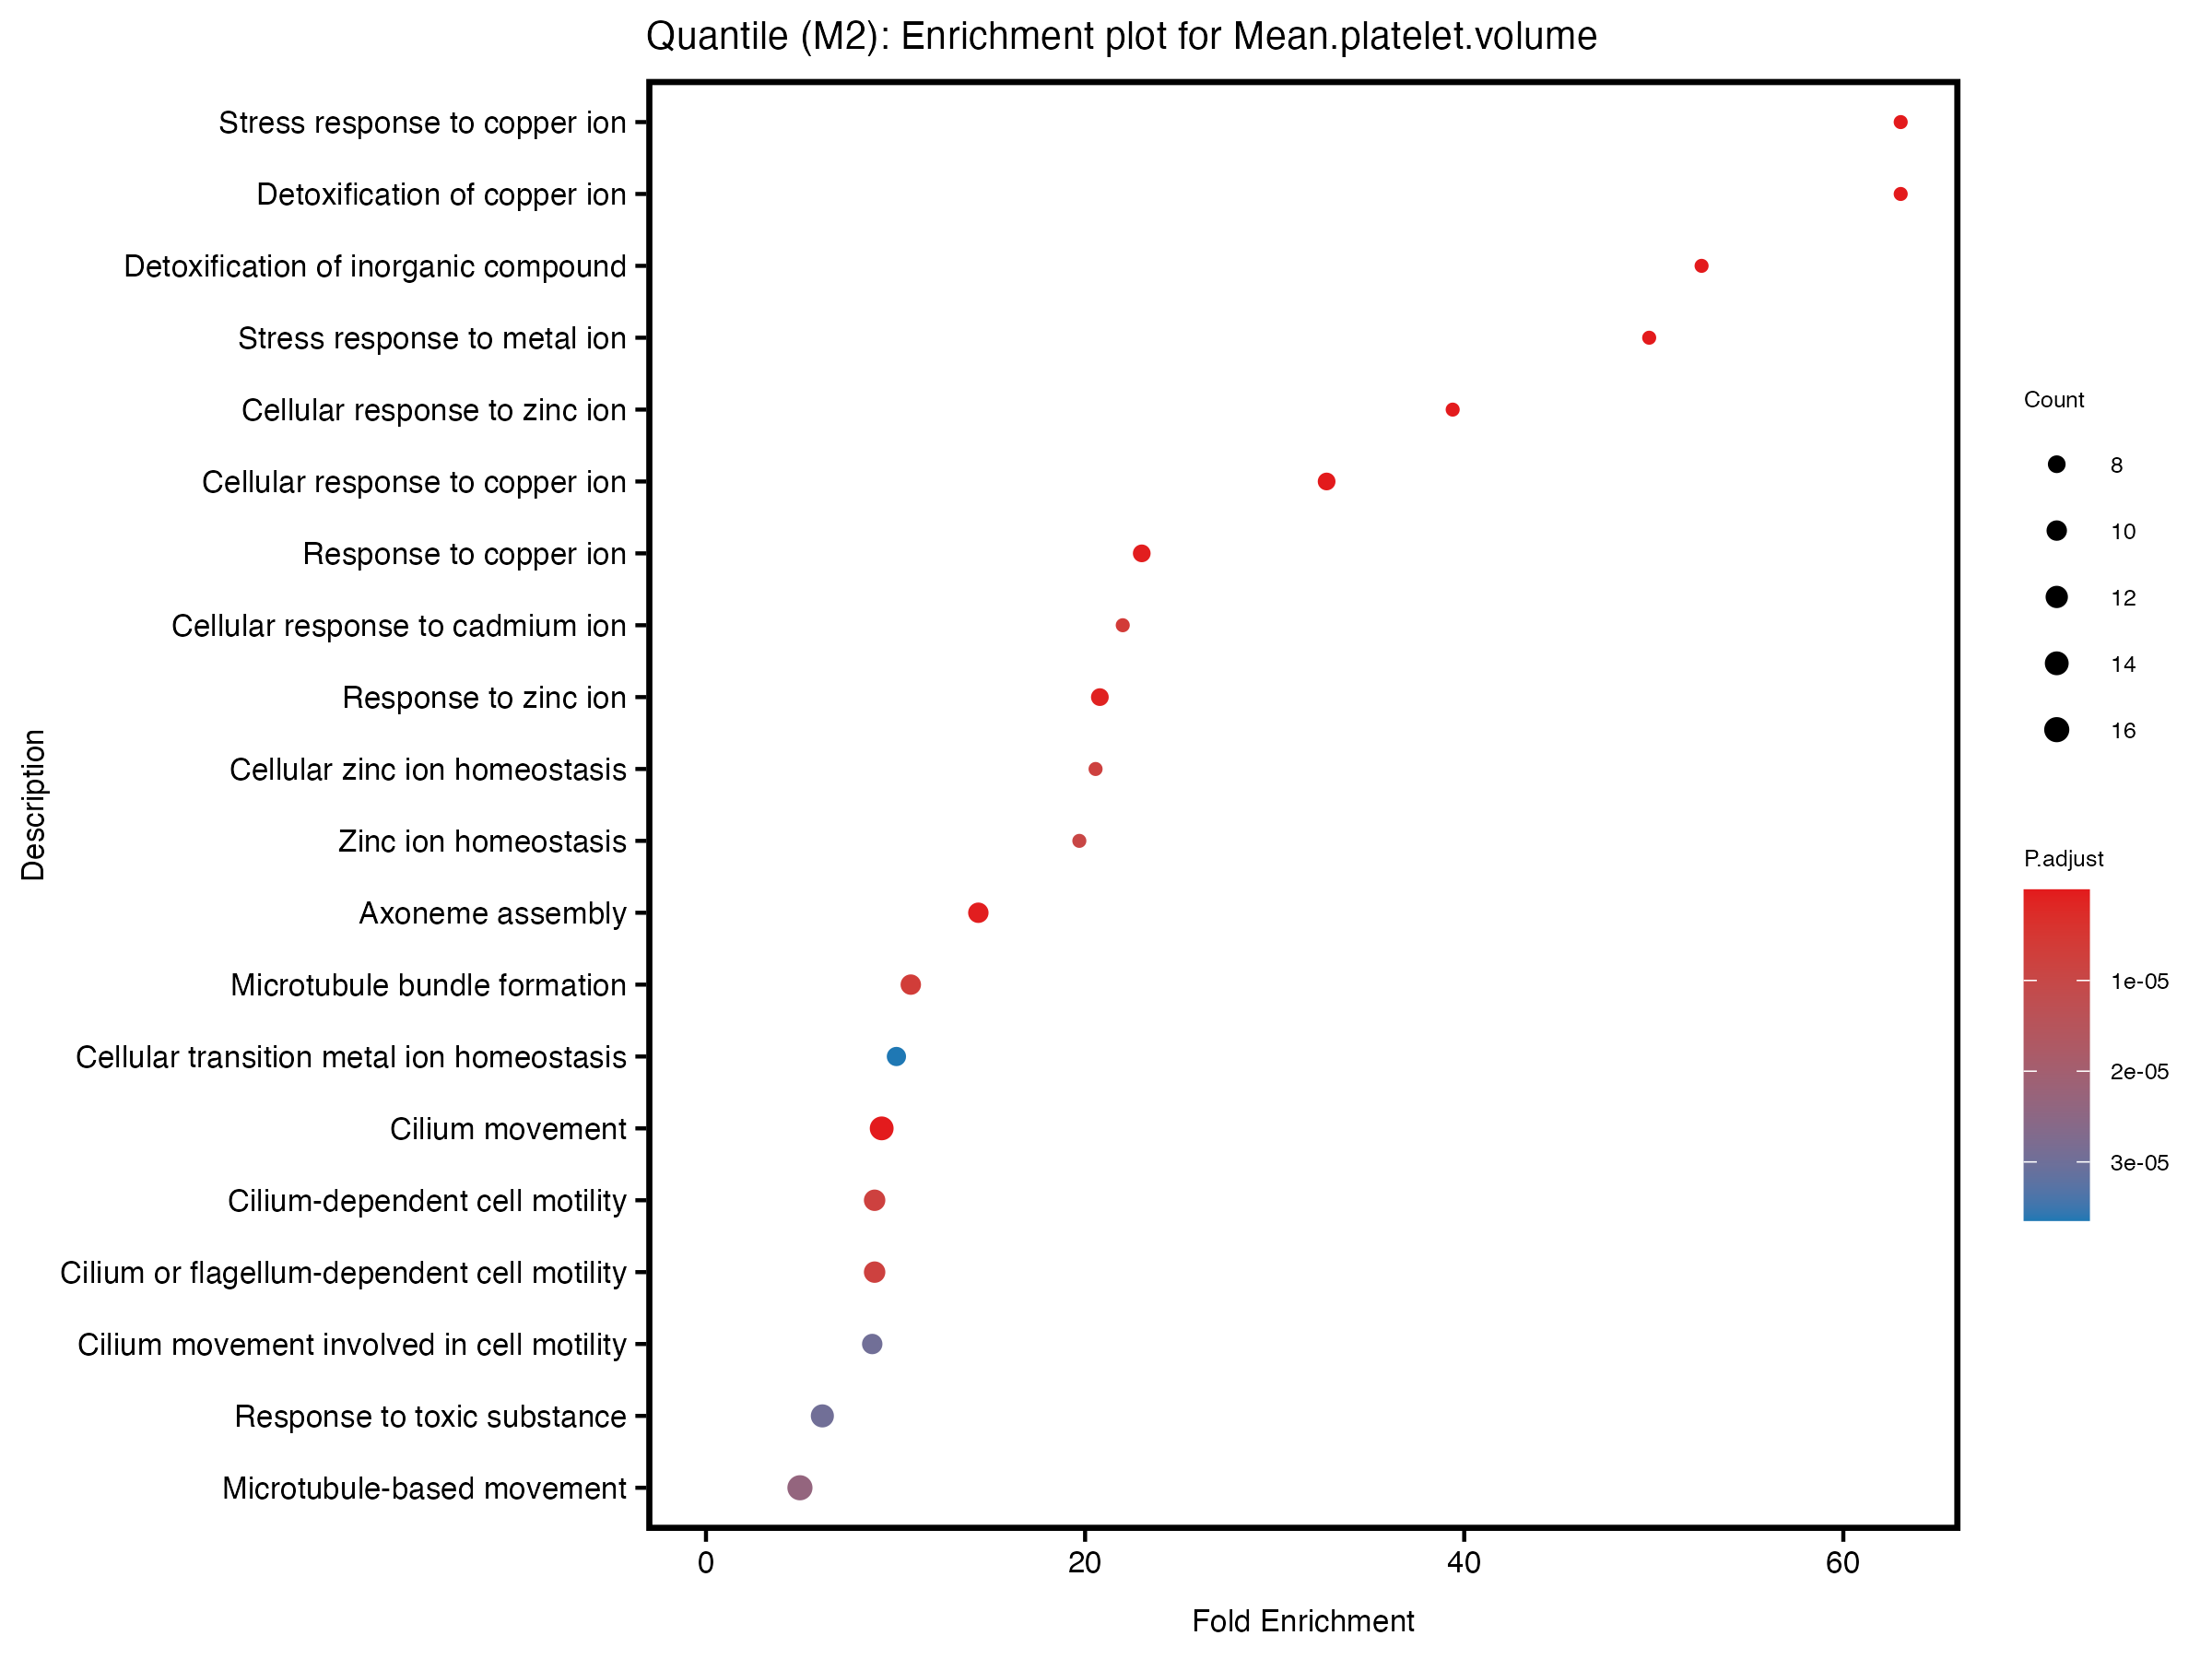 Quantile (M2): Enrichment plot for Mean.platelet.volume
Description
Stress response to copper ion
Detoxification of copper ion
Detoxification of inorganic compound
Stress response to metal ion
Cellular response to zinc ion
Cellular response to copper ion
Response to copper ion
Cellular response to cadmium ion
Response to zinc ion
Cellular zinc ion homeostasis
Zinc ion homeostasis
Axoneme assembly
Microtubule bundle formation
Cellular transition metal ion homeostasis
Cilium movement
Cilium-dependent cell motility
Cilium or flagellum-dependent cell motility
Cilium movement involved in cell motility
Response to toxic substance
Microtubule-based movement
0 20 40 60
Fold Enrichment
Count
8
10
12
14
16
P.adjust
1e-05
2e-05
3e-05